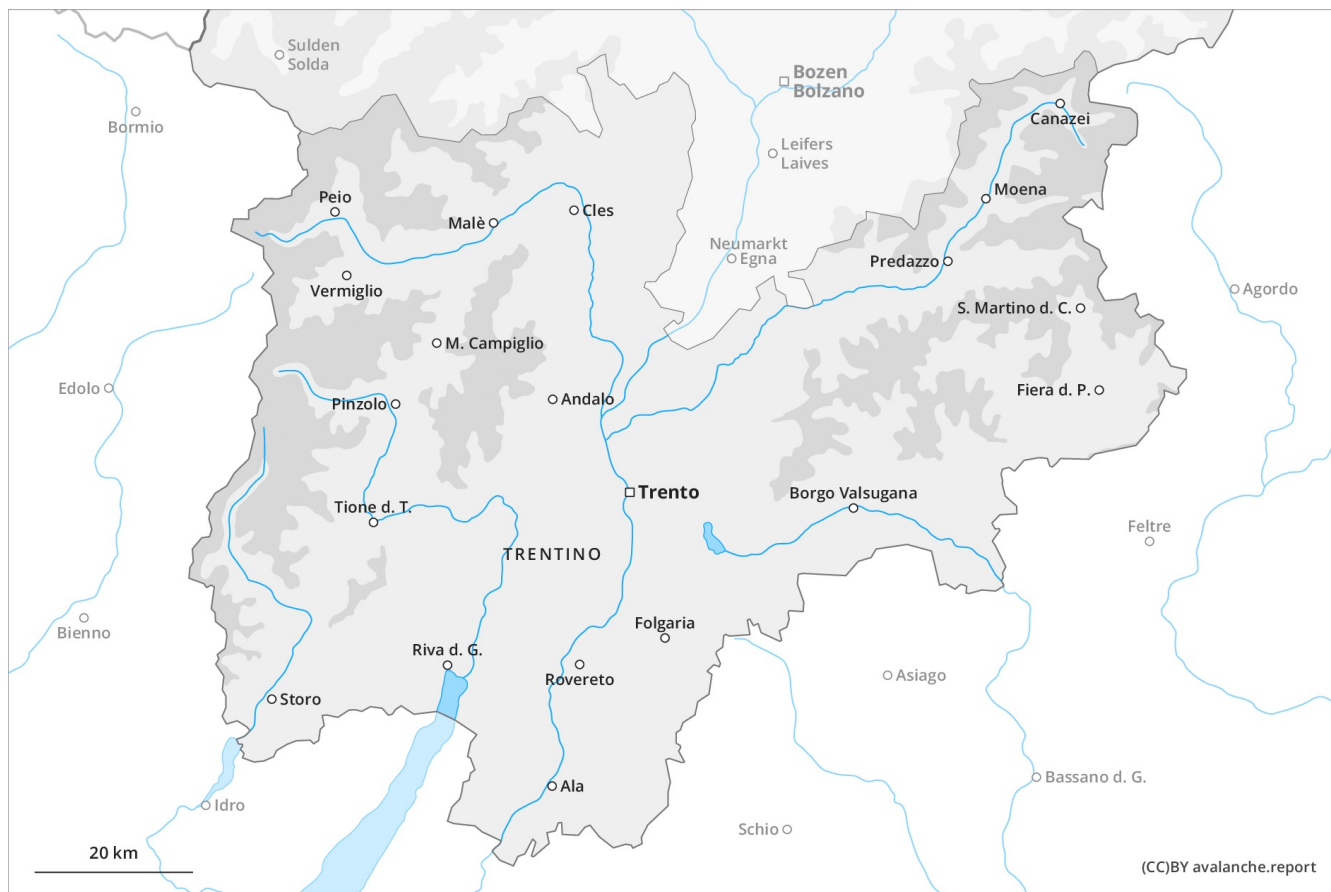 Sulden
Solda
Bozen
Bolzano
Bormio
Canazei
Leifers
Laives
Peio
Moena
Malè
Cles
Neumarkt
Egna
Predazzo
Vermiglio
Agordo
S. Martino d. C.
M. Campiglio
Edolo
Fiera d. P.
Pinzolo
Andalo
Trento
Borgo Valsugana
Tione d. T.
Feltre
TRENTINO
Bienno
Folgaria
Riva d. G.
Rovereto
Asiago
Storo
Bassano d. G.
Ala
Idro
Schio
20 km
(CC)BY avalanche.report